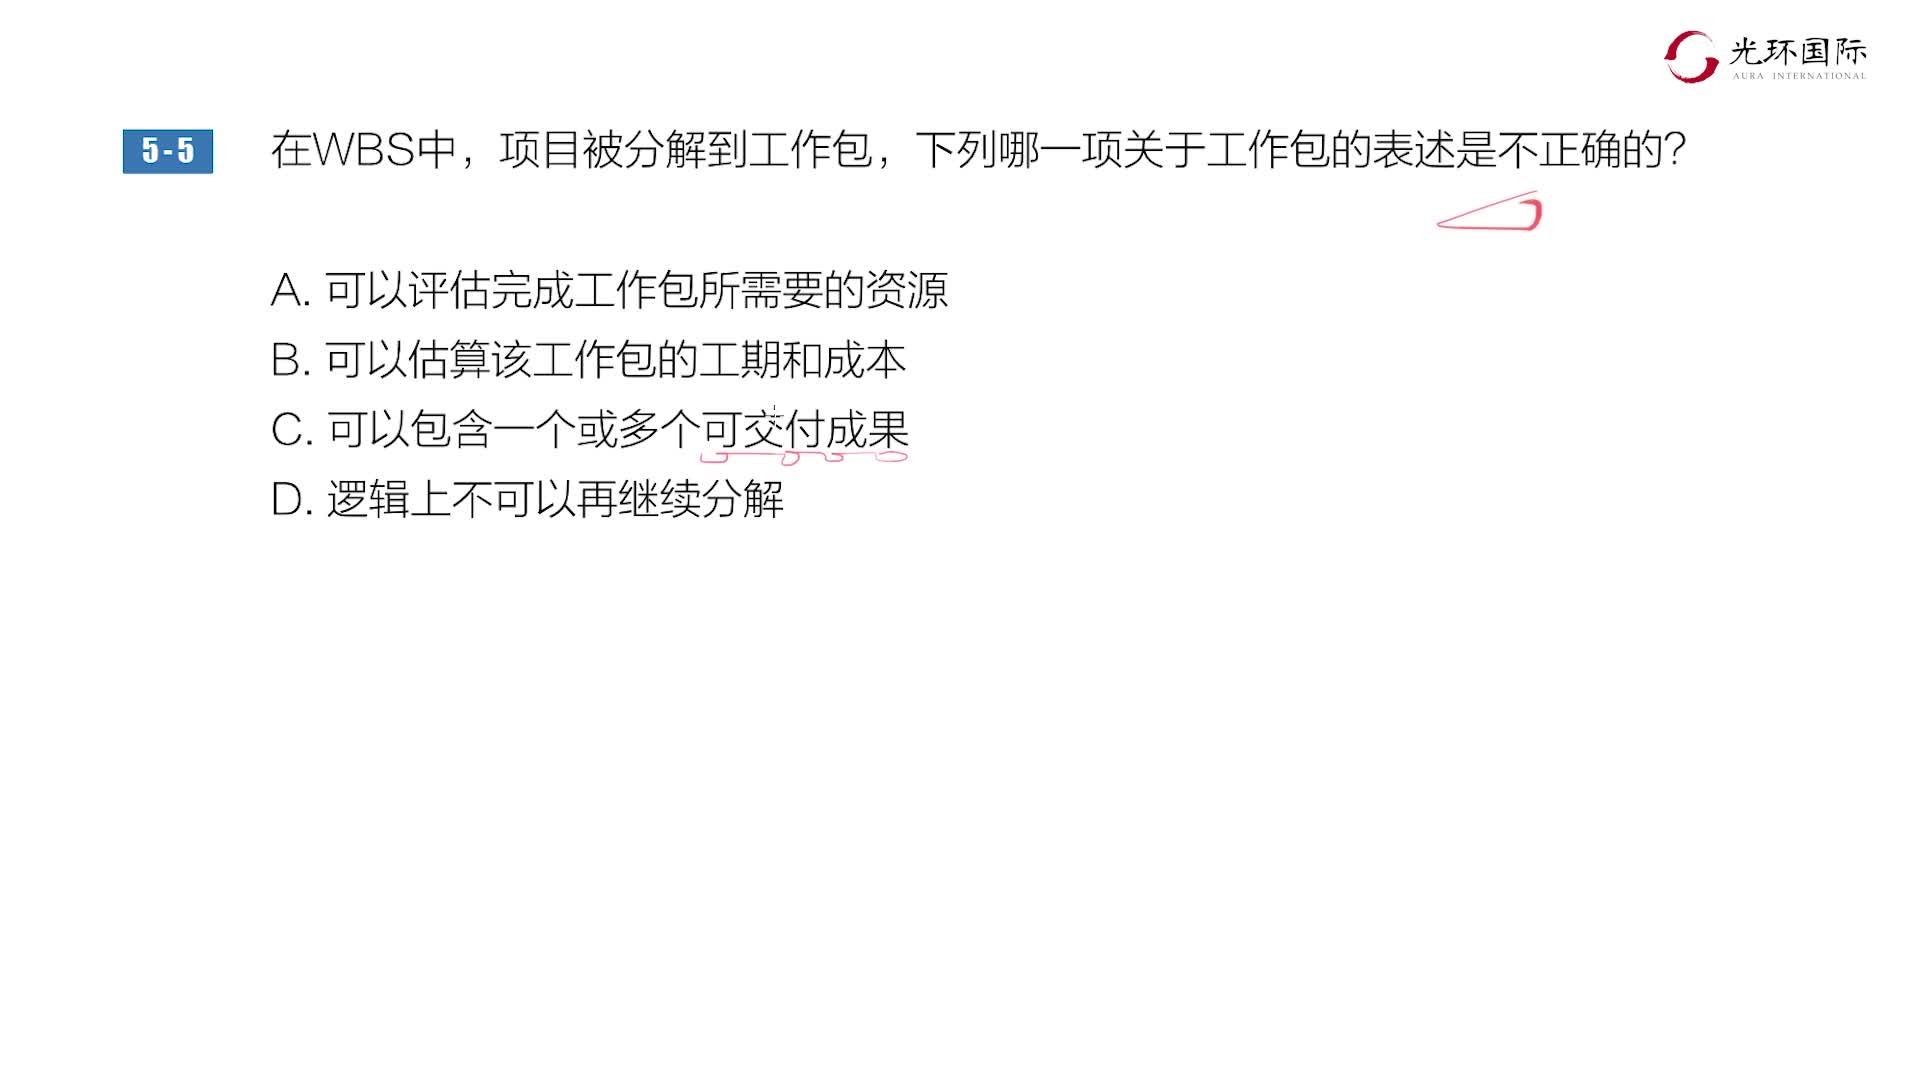 光环国际
AURA INTERNATIONAL
5-5 在WBS中，项目被分解到工作包，下列哪一项关于工作包的表述是不正确的？
A. 可以评估完成工作包所需要的资源
B. 可以估算该工作包的工期和成本
C. 可以包含一个或多个可交付成果
D. 逻辑上不可以再继续分解